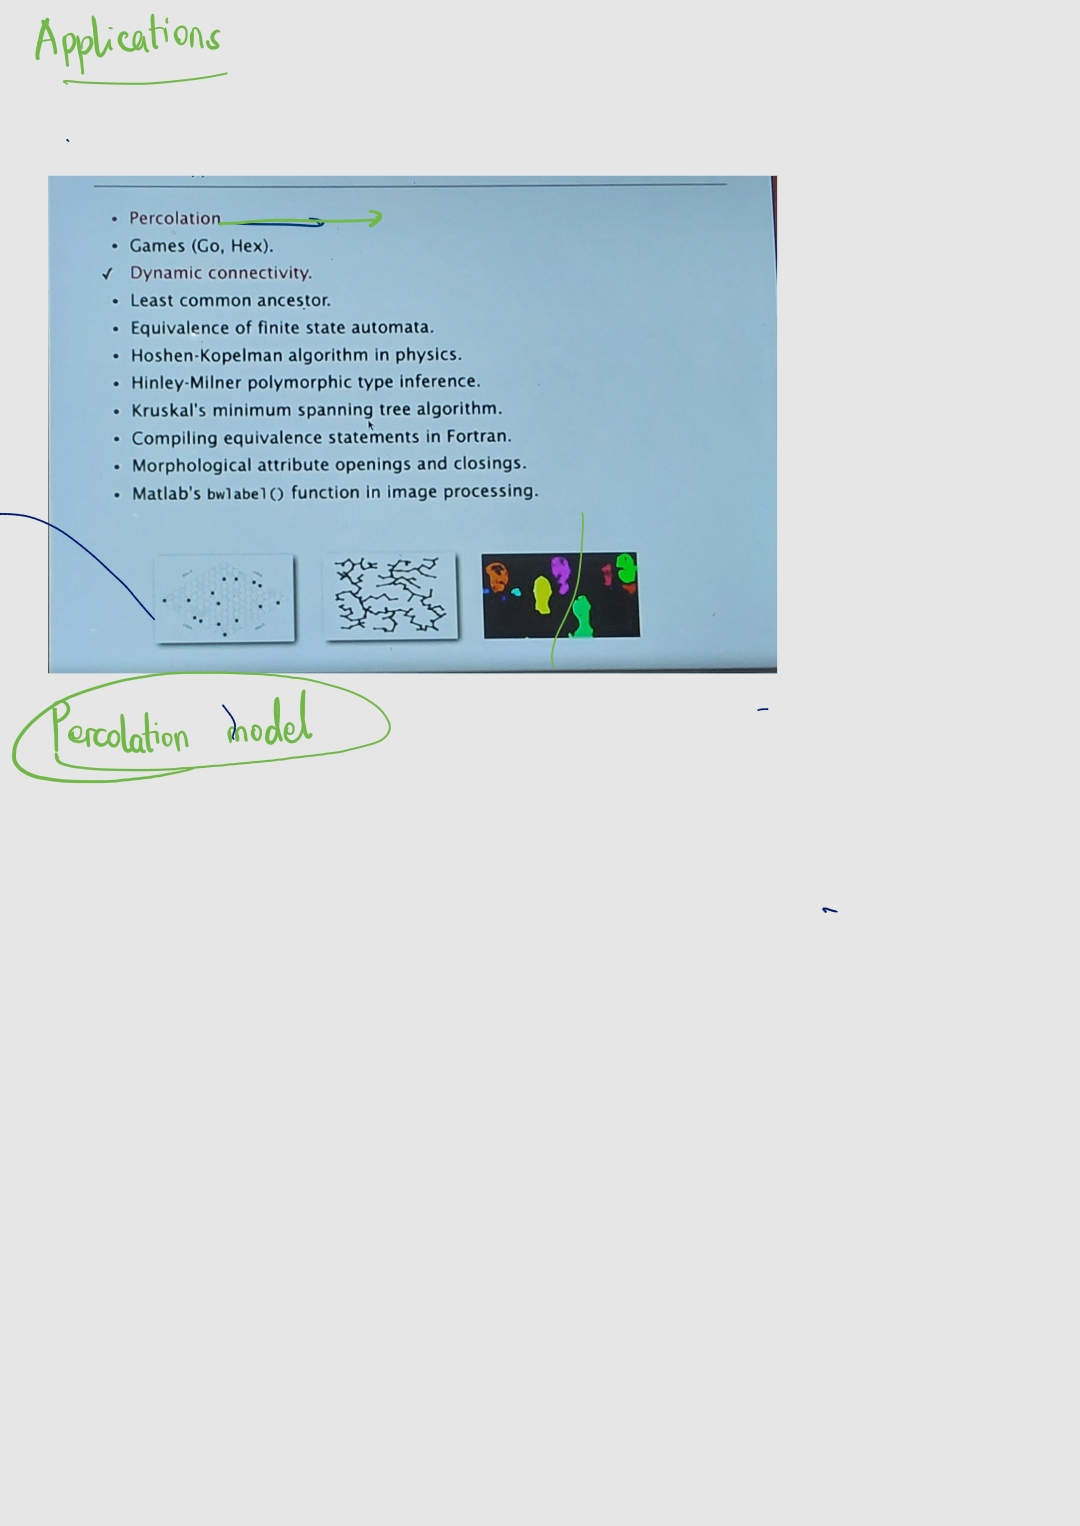 Applications
• Percolation
• Games (Go, Hex).
✓ Dynamic connectivity.
• Least common ancestor.
• Equivalence of finite state automata.
• Hoshen-Kopelman algorithm in physics.
• Hinley-Milner polymorphic type inference.
• Kruskal's minimum spanning tree algorithm.
• Compiling equivalence statements in Fortran.
• Morphological attribute openings and closings.
• Matlab's bwlabel() function in image processing.
Percolation model